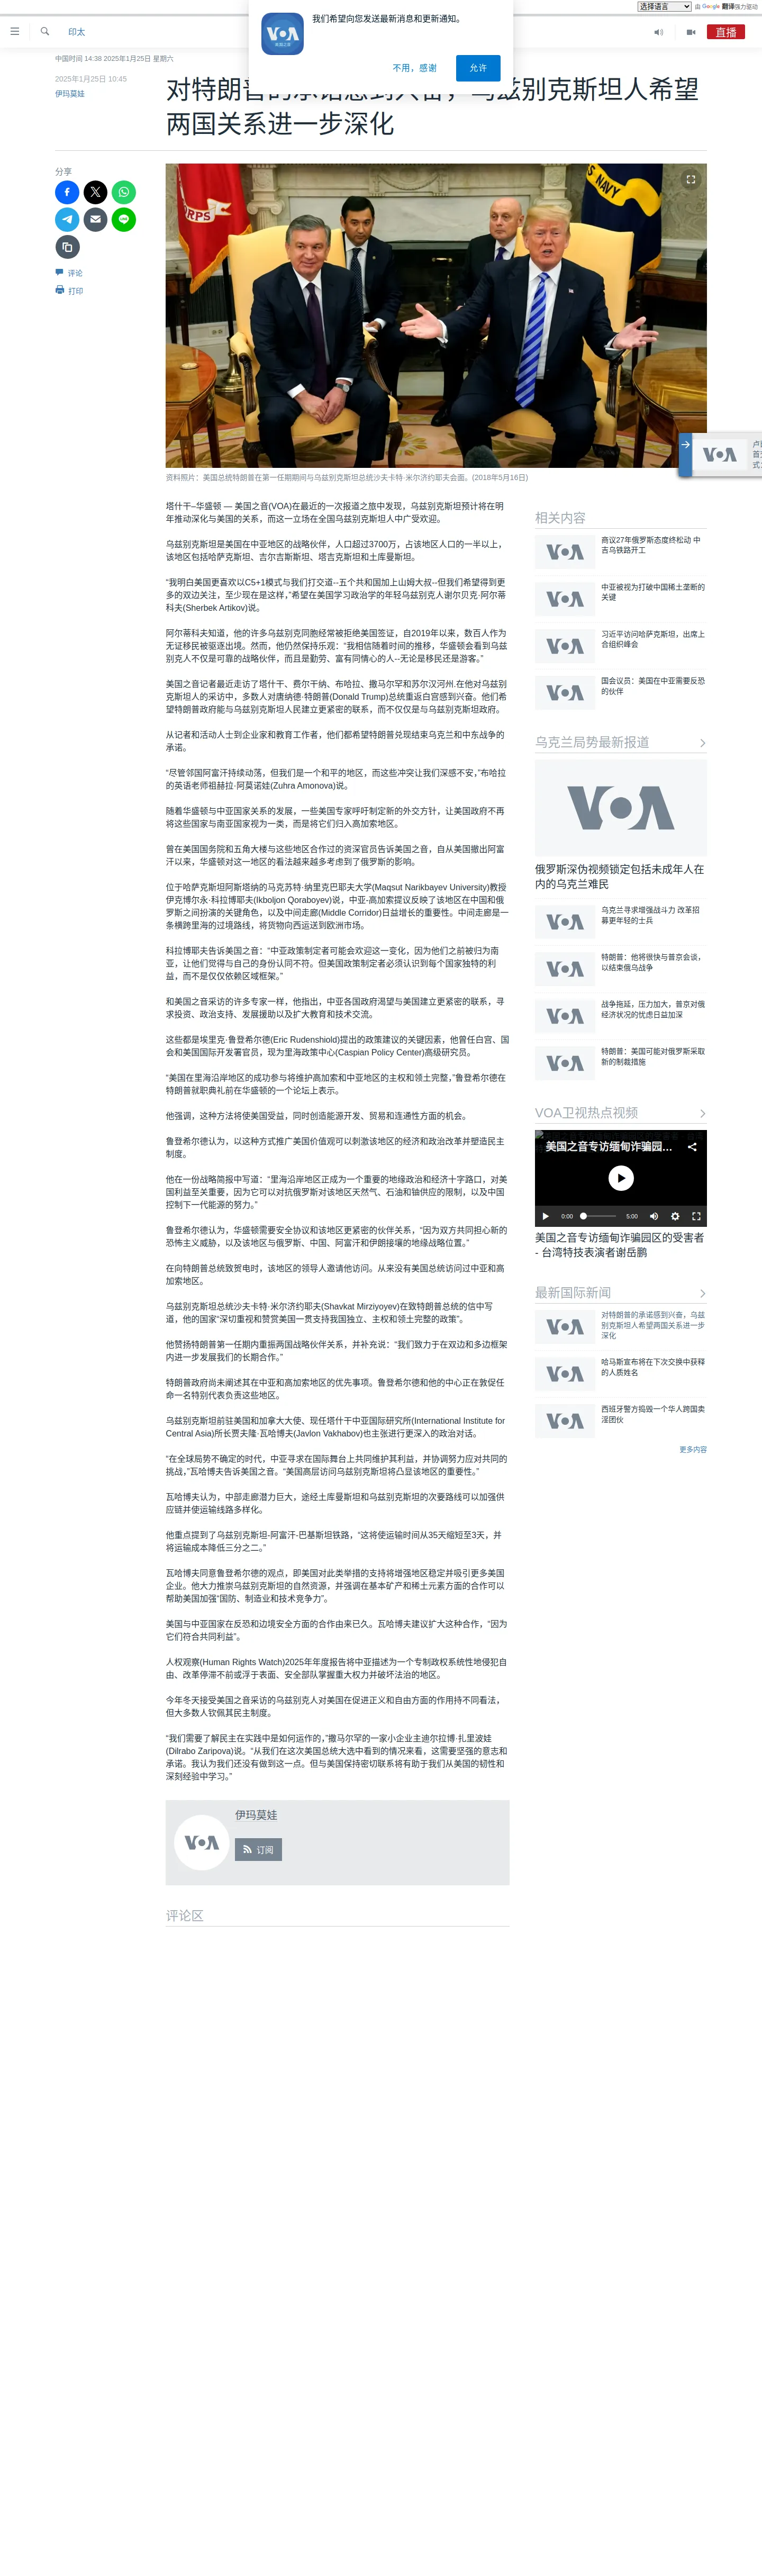 选择语言
由 Google 翻译强力驱动
我们希望向您发送最新消息和更新通知。
不用，感谢
允许
印太
直播
中国时间 14:38 2025年1月25日 星期六
2025年1月25日 10:45
伊玛莫娃
两国关系进一步深化
分享
评论
打印
资料照片：美国总统特朗普在第一任期期间与乌兹别克斯坦总统沙夫卡特·米尔济约耶夫会面。(2018年5月16日)
塔什干–华盛顿 — 美国之音(VOA)在最近的一次报道之旅中发现，乌兹别克斯坦预计将在明
年推动深化与美国的关系，而这一立场在全国乌兹别克斯坦人中广受欢迎。
乌兹别克斯坦是美国在中亚地区的战略伙伴，人口超过3700万，占该地区人口的一半以上，
该地区包括哈萨克斯坦、吉尔吉斯斯坦、塔吉克斯坦和土库曼斯坦。
“我明白美国更喜欢以C5+1模式与我们打交道--五个共和国加上山姆大叔--但我们希望得到更
多的双边关注，至少现在是这样，”希望在美国学习政治学的年轻乌兹别克人谢尔贝克·阿尔蒂
科夫(Sherbek Artikov)说。
阿尔蒂科夫知道，他的许多乌兹别克同胞经常被拒绝美国签证，自2019年以来，数百人作为
无证移民被驱逐出境。然而，他仍然保持乐观：“我相信随着时间的推移，华盛顿会看到乌兹
别克人不仅是可靠的战略伙伴，而且是勤劳、富有同情心的人--无论是移民还是游客。”
美国之音记者最近走访了塔什干、费尔干纳、布哈拉、撒马尔罕和苏尔汉河州.在他对乌兹别
克斯坦人的采访中，多数人对唐纳德·特朗普(Donald Trump)总统重返白宫感到兴奋。他们希
望特朗普政府能与乌兹别克斯坦人民建立更紧密的联系，而不仅仅是与乌兹别克斯坦政府。
从记者和活动人士到企业家和教育工作者，他们都希望特朗普兑现结束乌克兰和中东战争的
承诺。
“尽管邻国阿富汗持续动荡，但我们是一个和平的地区，而这些冲突让我们深感不安，”布哈拉
的英语老师祖赫拉·阿莫诺娃(Zuhra Amonova)说。
随着华盛顿与中亚国家关系的发展，一些美国专家呼吁制定新的外交方针，让美国政府不再
将这些国家与南亚国家视为一类，而是将它们归入高加索地区。
曾在美国国务院和五角大楼与这些地区合作过的资深官员告诉美国之音，自从美国撤出阿富
汗以来，华盛顿对这一地区的看法越来越多考虑到了俄罗斯的影响。
位于哈萨克斯坦阿斯塔纳的马克苏特·纳里克巴耶夫大学(Maqsut Narikbayev University)教授
伊克博尔永·科拉博耶夫(Ikboljon Qoraboyev)说，中亚-高加索提议反映了该地区在中国和俄
罗斯之间扮演的关键角色，以及中间走廊(Middle Corridor)日益增长的重要性。中间走廊是一
条横跨里海的过境路线，将货物向西运送到欧洲市场。
科拉博耶夫告诉美国之音：“中亚政策制定者可能会欢迎这一变化，因为他们之前被归为南
亚，让他们觉得与自己的身份认同不符。但美国政策制定者必须认识到每个国家独特的利
益，而不是仅仅依赖区域框架。”
和美国之音采访的许多专家一样，他指出，中亚各国政府渴望与美国建立更紧密的联系，寻
求投资、政治支持、发展援助以及扩大教育和技术交流。
这些都是埃里克·鲁登希尔德(Eric Rudenshiold)提出的政策建议的关键因素，他曾任白宫、国
会和美国国际开发署官员，现为里海政策中心(Caspian Policy Center)高级研究员。
“美国在里海沿岸地区的成功参与将维护高加索和中亚地区的主权和领土完整，”鲁登希尔德在
特朗普就职典礼前在华盛顿的一个论坛上表示。
他强调，这种方法将使美国受益，同时创造能源开发、贸易和连通性方面的机会。
鲁登希尔德认为，以这种方式推广美国价值观可以刺激该地区的经济和政治改革并塑造民主
制度。
他在一份战略简报中写道：“里海沿岸地区正成为一个重要的地缘政治和经济十字路口，对美
国利益至关重要，因为它可以对抗俄罗斯对该地区天然气、石油和铀供应的限制，以及中国
控制下一代能源的努力。”
鲁登希尔德认为，华盛顿需要安全协议和该地区更紧密的伙伴关系，“因为双方共同担心新的
恐怖主义威胁，以及该地区与俄罗斯、中国、阿富汗和伊朗接壤的地缘战略位置。”
在向特朗普总统致贺电时，该地区的领导人邀请他访问。从来没有美国总统访问过中亚和高
加索地区。
乌兹别克斯坦总统沙夫卡特·米尔济约耶夫(Shavkat Mirziyoyev)在致特朗普总统的信中写
道，他的国家“深切重视和赞赏美国一贯支持我国独立、主权和领土完整的政策”。
他赞扬特朗普第一任期内重振两国战略伙伴关系，并补充说：“我们致力于在双边和多边框架
内进一步发展我们的长期合作。”
特朗普政府尚未阐述其在中亚和高加索地区的优先事项。鲁登希尔德和他的中心正在敦促任
命一名特别代表负责这些地区。
乌兹别克斯坦前驻美国和加拿大大使、现任塔什干中亚国际研究所(International Institute for
Central Asia)所长贾夫隆·瓦哈博夫(Javlon Vakhabov)也主张进行更深入的政治对话。
“在全球局势不确定的时代，中亚寻求在国际舞台上共同维护其利益，并协调努力应对共同的
挑战，”瓦哈博夫告诉美国之音。“美国高层访问乌兹别克斯坦将凸显该地区的重要性。”
瓦哈博夫认为，中部走廊潜力巨大，途经土库曼斯坦和乌兹别克斯坦的次要路线可以加强供
应链并使运输线路多样化。
他重点提到了乌兹别克斯坦-阿富汗-巴基斯坦铁路，“这将使运输时间从35天缩短至3天，并
将运输成本降低三分之二。”
瓦哈博夫同意鲁登希尔德的观点，即美国对此类举措的支持将增强地区稳定并吸引更多美国
企业。他大力推崇乌兹别克斯坦的自然资源，并强调在基本矿产和稀土元素方面的合作可以
帮助美国加强“国防、制造业和技术竞争力”。
美国与中亚国家在反恐和边境安全方面的合作由来已久。瓦哈博夫建议扩大这种合作，“因为
它们符合共同利益”。
人权观察(Human Rights Watch)2025年年度报告将中亚描述为一个专制政权系统性地侵犯自
由、改革停滞不前或浮于表面、安全部队掌握重大权力并破坏法治的地区。
今年冬天接受美国之音采访的乌兹别克人对美国在促进正义和自由方面的作用持不同看法，
但大多数人钦佩其民主制度。
“我们需要了解民主在实践中是如何运作的，”撒马尔罕的一家小企业主迪尔拉博·扎里波娃
(Dilrabo Zaripova)说。“从我们在这次美国总统大选中看到的情况来看，这需要坚强的意志和
承诺。我认为我们还没有做到这一点。但与美国保持密切联系将有助于我们从美国的韧性和
深刻经验中学习。”
伊玛莫娃
订阅
评论区
相关内容
商议27年俄罗斯态度终松动 中
吉乌铁路开工
中亚被视为打破中国稀土垄断的
关键
习近平访问哈萨克斯坦，出席上
合组织峰会
国会议员：美国在中亚需要反恐
的伙伴
乌克兰局势最新报道
俄罗斯深伪视频锁定包括未成年人在
内的乌克兰难民
乌克兰寻求增强战斗力 改革招
募更年轻的士兵
特朗普：他将很快与普京会谈，
以结束俄乌战争
战争拖延，压力加大，普京对俄
经济状况的忧虑日益加深
特朗普：美国可能对俄罗斯采取
新的制裁措施
VOA卫视热点视频
美国之音专访缅甸诈骗园...
0:00
5:00
美国之音专访缅甸诈骗园区的受害者
- 台湾特技表演者谢岳鹏
最新国际新闻
对特朗普的承诺感到兴奋，乌兹
别克斯坦人希望两国关系进一步
深化
哈马斯宣布将在下次交换中获释
的人质姓名
西班牙警方捣毁一个华人跨国卖
淫团伙
更多内容